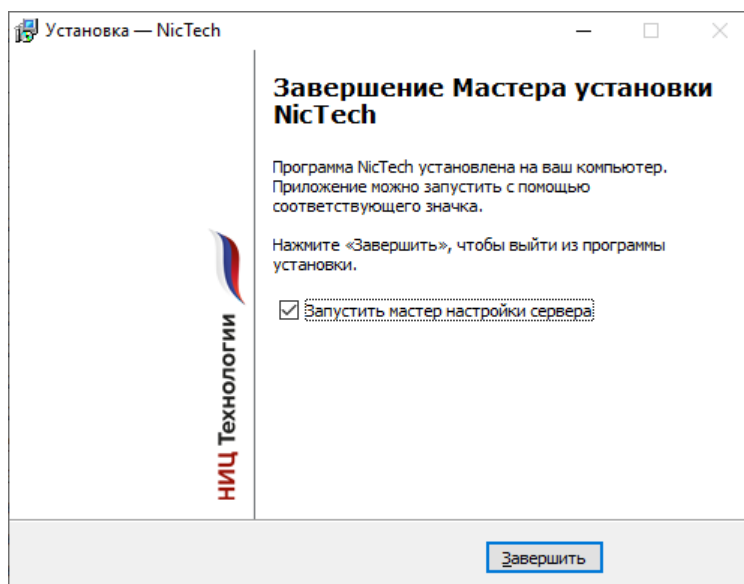 Установка — NicTech
Завершение Мастера установки
NicTech
Программа NicTech установлена на ваш компьютер.
Приложение можно запустить с помощью
соответствующего значка.
Нажмите «Завершить», чтобы выйти из программы
установки.
Запустить мастер настройки сервера
НИЦ Технологии
Завершить